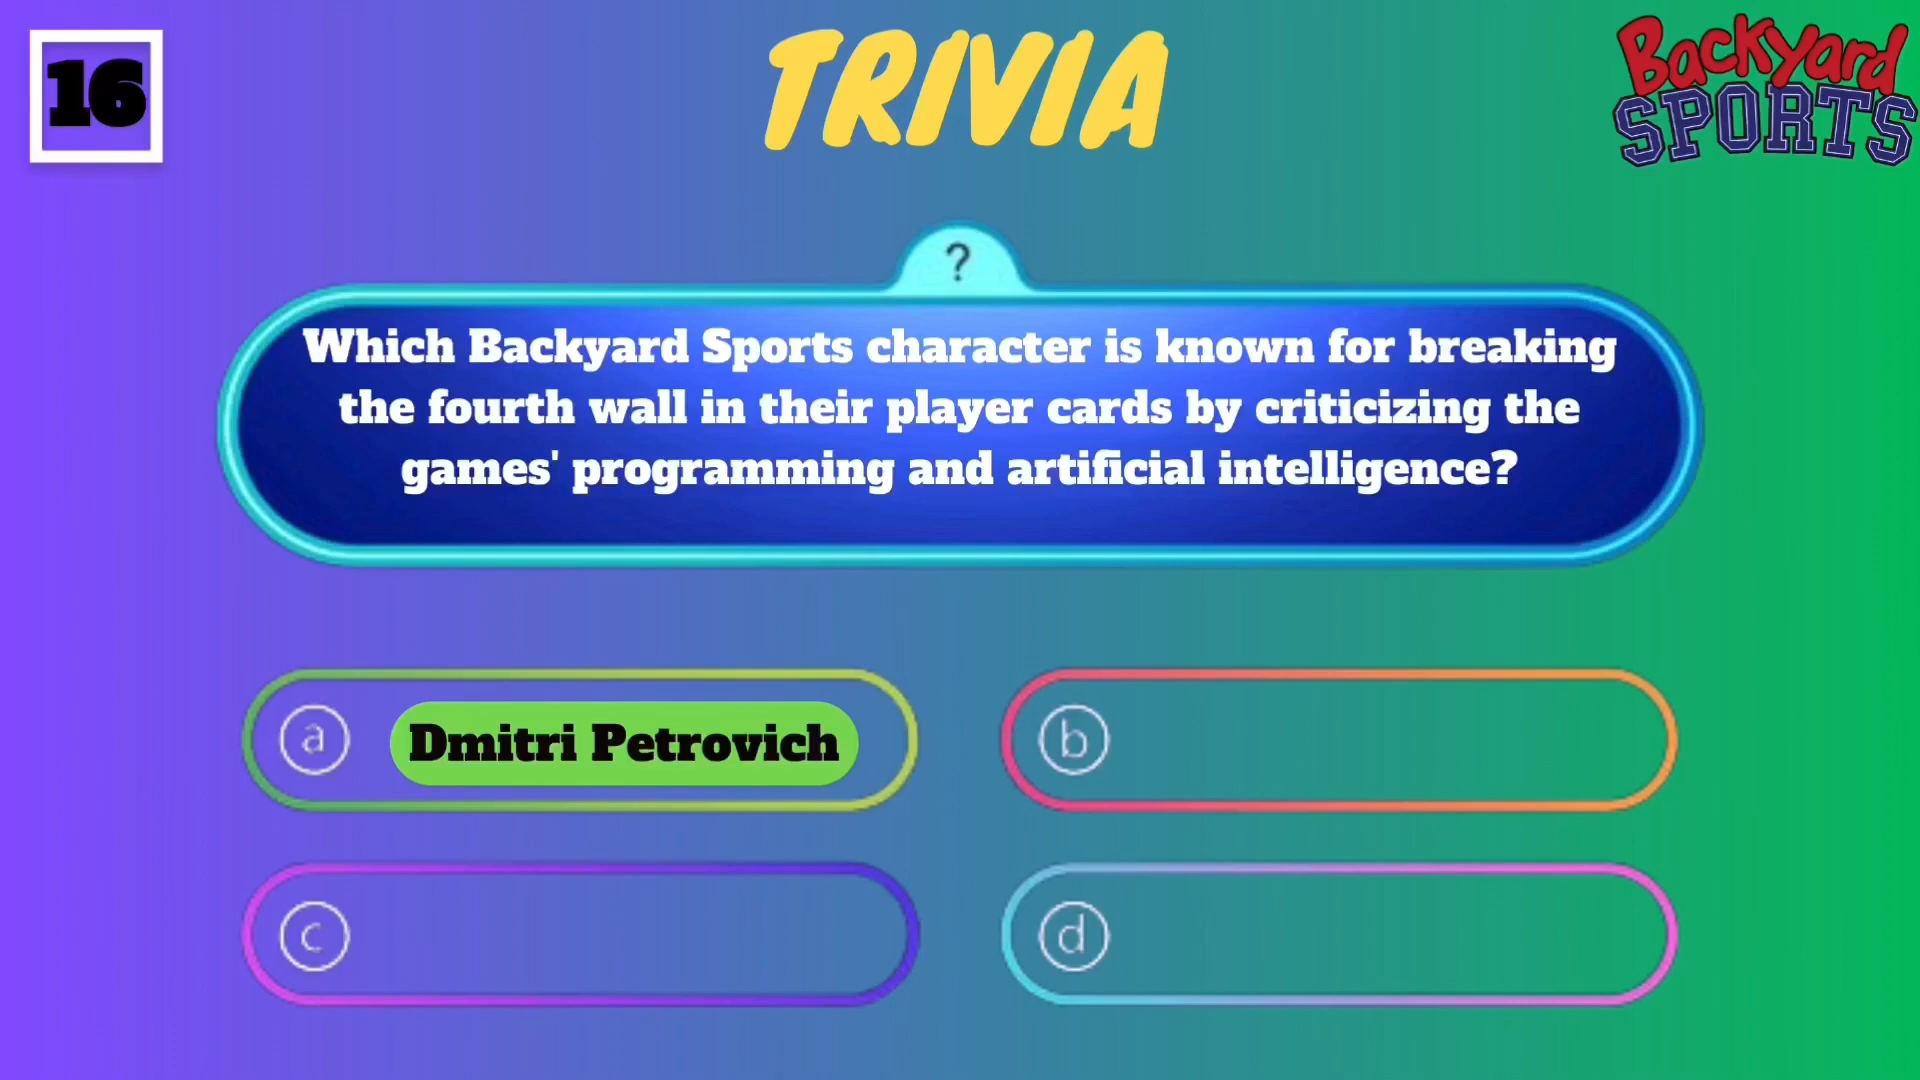 16
TRIVIA
Backyard
SPORTS
?
Which Backyard Sports character is known for breaking
the fourth wall in their player cards by criticizing the
games' programming and artificial intelligence?
a Dmitri Petrovich
b
c
d